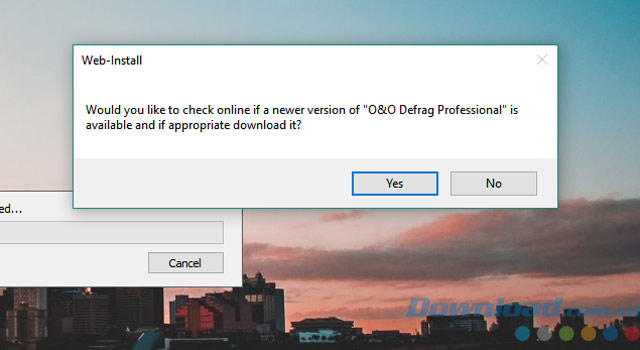 Web-Install
Would you like to check online if a newer version of "O&O Defrag Professional" is
available and if appropriate download it?
Yes
No
ed...
Cancel
Download.com.vn